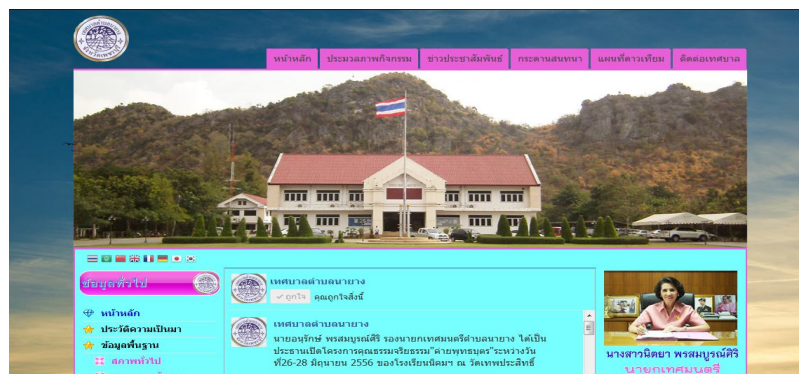 หน้าหลัก ประมวลภาพกิจกรรม ข่าวประชาสัมพันธ์ กระดานสนทนา แผนที่ดาวเทียม ติดต่อเทศบาล
ข้อมูลทั่วไป
หน้าหลัก
ประวัติความเป็นมา
ข้อมูลพื้นฐาน
สภาพทั่วไป
เทศบาลตำบลนายาง
ถูกใจ คุณถูกใจสิ่งนี้
เทศบาลตำบลนายาง
นายอนุรักษ์ พรสมบูรณ์ศิริ รองนายกเทศมนตรีตำบลนายาง ได้เป็น
ประธานเปิดโครงการคุณธรรมจริยธรรม"ค่ายพุทธบุตร"ระหว่างวัน
ที่26-28 มิถุนายน 2556 ของโรงเรียนนิคมฯ ณ วัดเทพประสิทธิ์
นางสาวนิตยา พรสมบูรณ์ศิริ
นายกเทศมนตรี